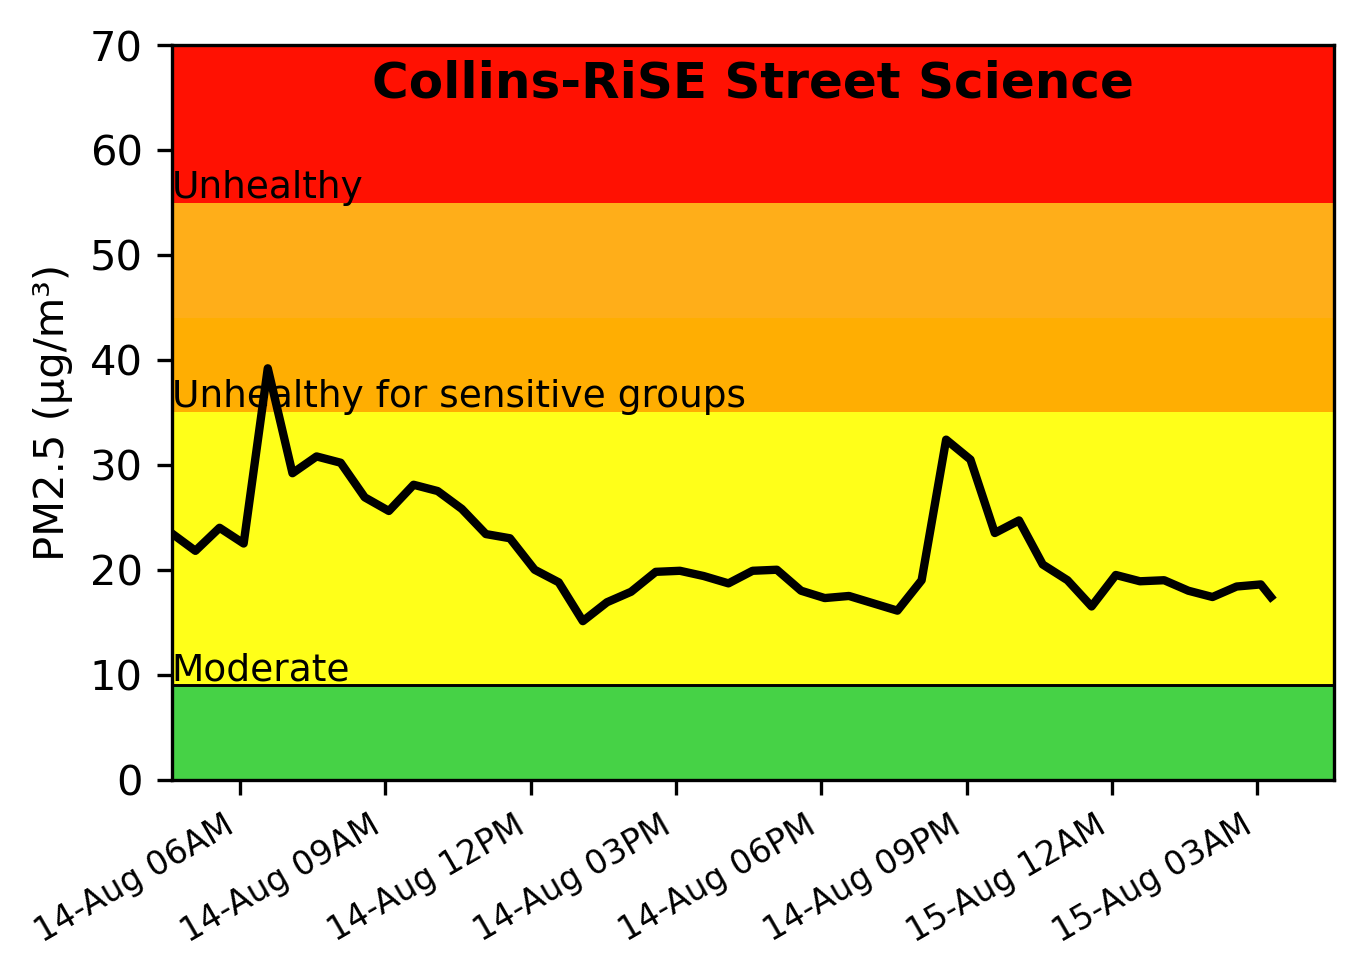 Collins-RiSE Street Science
70
60
50
40
30
20
10
0
PM2.5 (µg/m³)
Unhealthy
Unhealthy for sensitive groups
Moderate
14-Aug 06AM
14-Aug 09AM
14-Aug 12PM
14-Aug 03PM
14-Aug 06PM
14-Aug 09PM
15-Aug 12AM
15-Aug 03AM